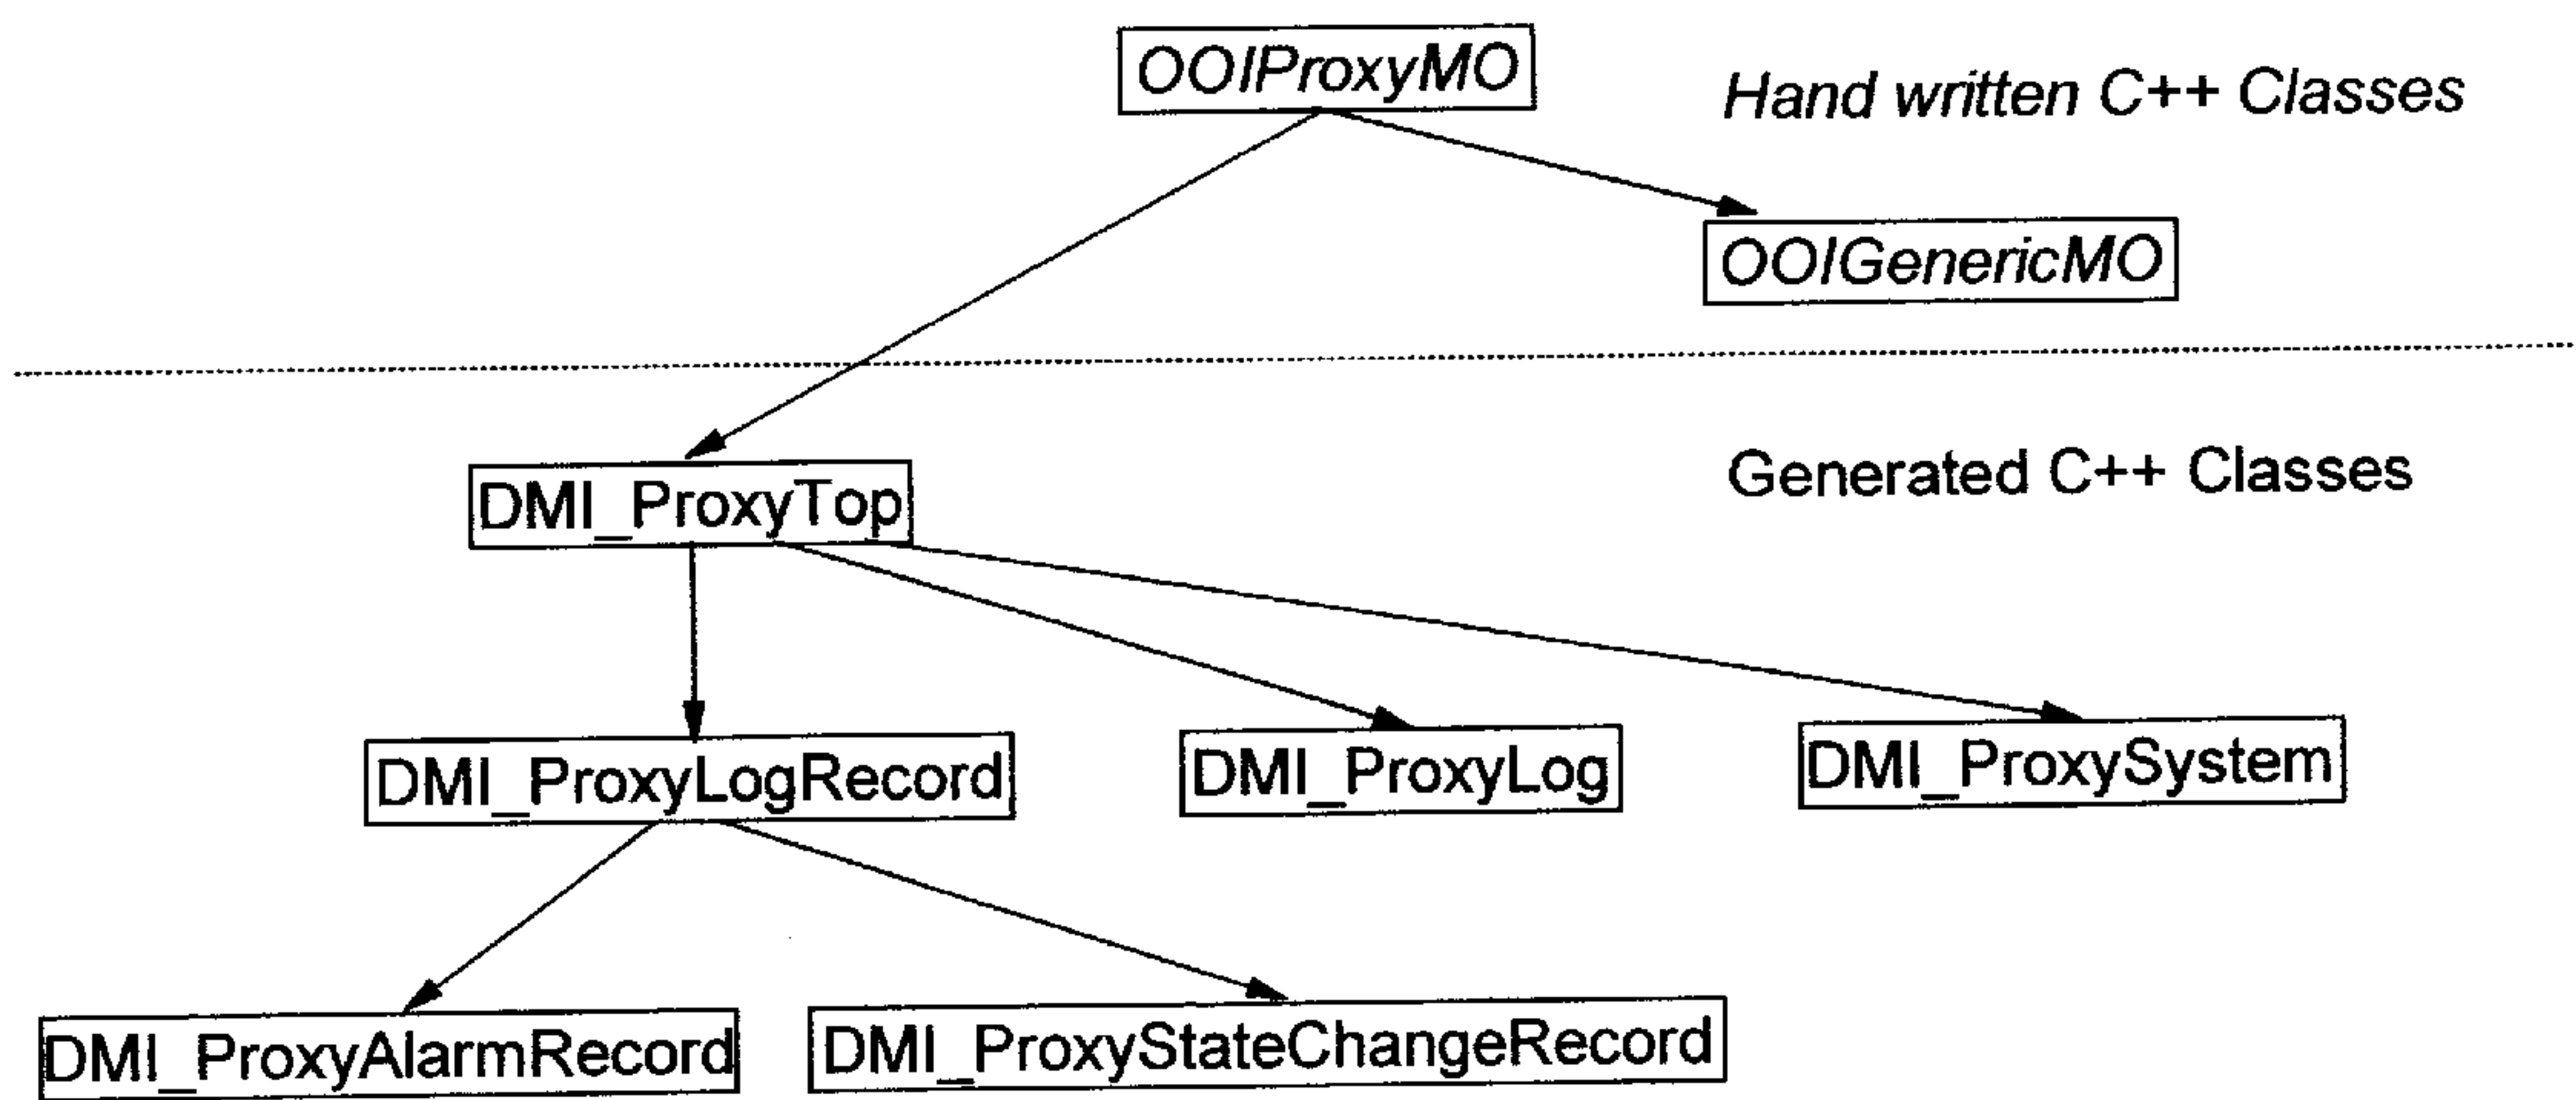 OOIProxyMO
Hand written C++ Classes
OOIGenericMO
DMI_ProxyTop
Generated C++ Classes
DMI_ProxyLogRecord
DMI_ProxyLog
DMI_ProxySystem
DMI_ProxyAlarmRecord
DMI_ProxyStateChangeRecord